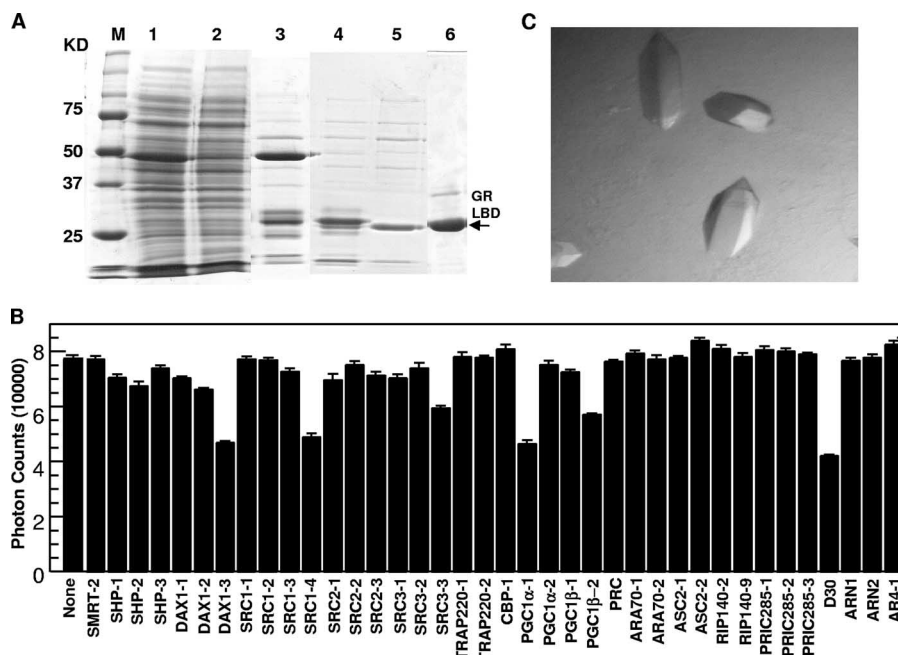 A
M 1 2 3 4 5 6
KD
75
50
37
25
GR
LBD
C
B
Photon Counts (10000)
8
6
4
2
0
None
SMRT-2
SHP-1
SHP-2
SHP-3
DAX1-1
DAX1-2
DAX1-3
SRC1-1
SRC1-2
SRC1-3
SRC1-4
SRC2-1
SRC2-2
SRC2-3
SRC3-1
SRC3-2
SRC3-3
TRAP220-1
TRAP220-2
CBP-1
PGC1α-1
PGC1α-2
PGC1β-1
PGC1β−2
PRC
ARA70-1
ARA70-2
ASC2-1
ASC2-2
RIP140-2
RIP140-9
PRIC285-1
PRIC285-2
PRIC285-3
D30
ARN1
ARN2
AR4-1